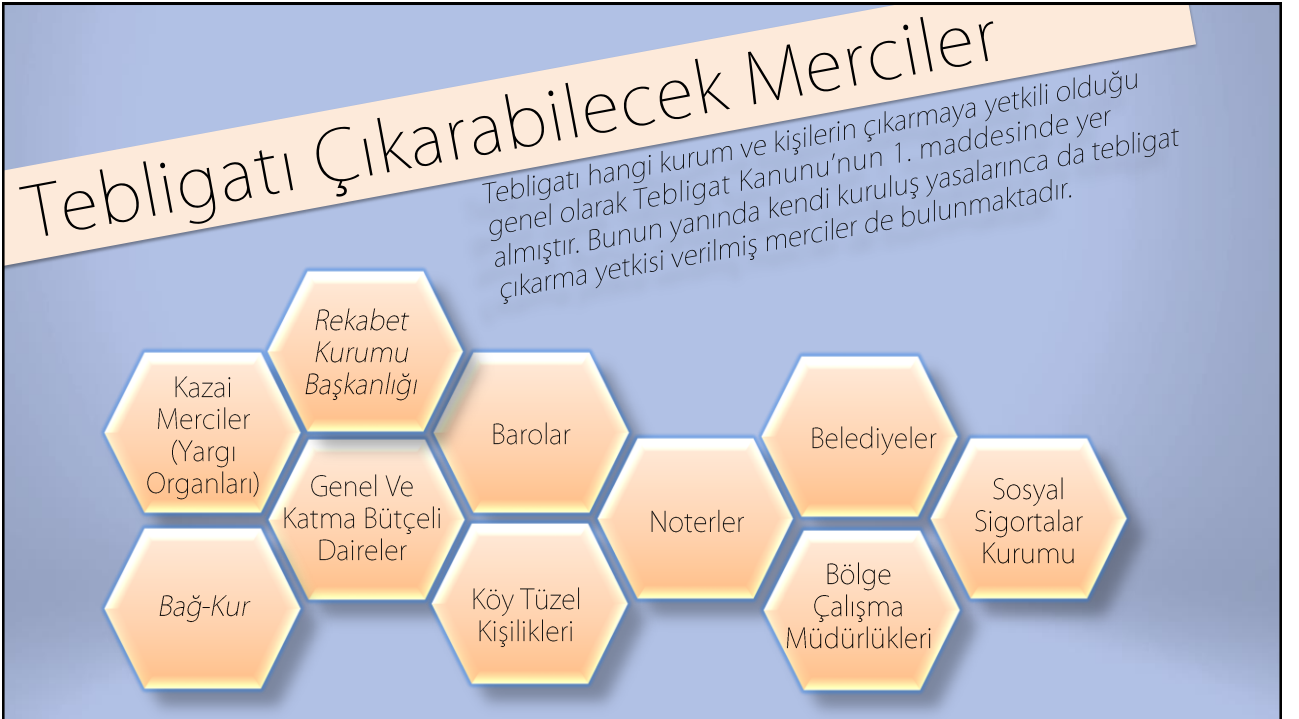 Tebligatı Çıkarabilecek Merciler
Tebligatı hangi kurum ve kişilerin çıkarmaya yetkili olduğu
genel olarak Tebligat Kanunu’nun 1. maddesinde yer
almıştır. Bunun yanında kendi kuruluş yasalarınca da tebligat
çıkarma yetkisi verilmiş merciler de bulunmaktadır.
Rekabet
Kurumu
Başkanlığı
Kazai
Merciler
(Yargı
Organları)
Barolar
Belediyeler
Genel Ve
Katma Bütçeli
Daireler
Noterler
Sosyal
Sigortalar
Kurumu
Bağ-Kur
Köy Tüzel
Kişilikleri
Bölge
Çalışma
Müdürlükleri